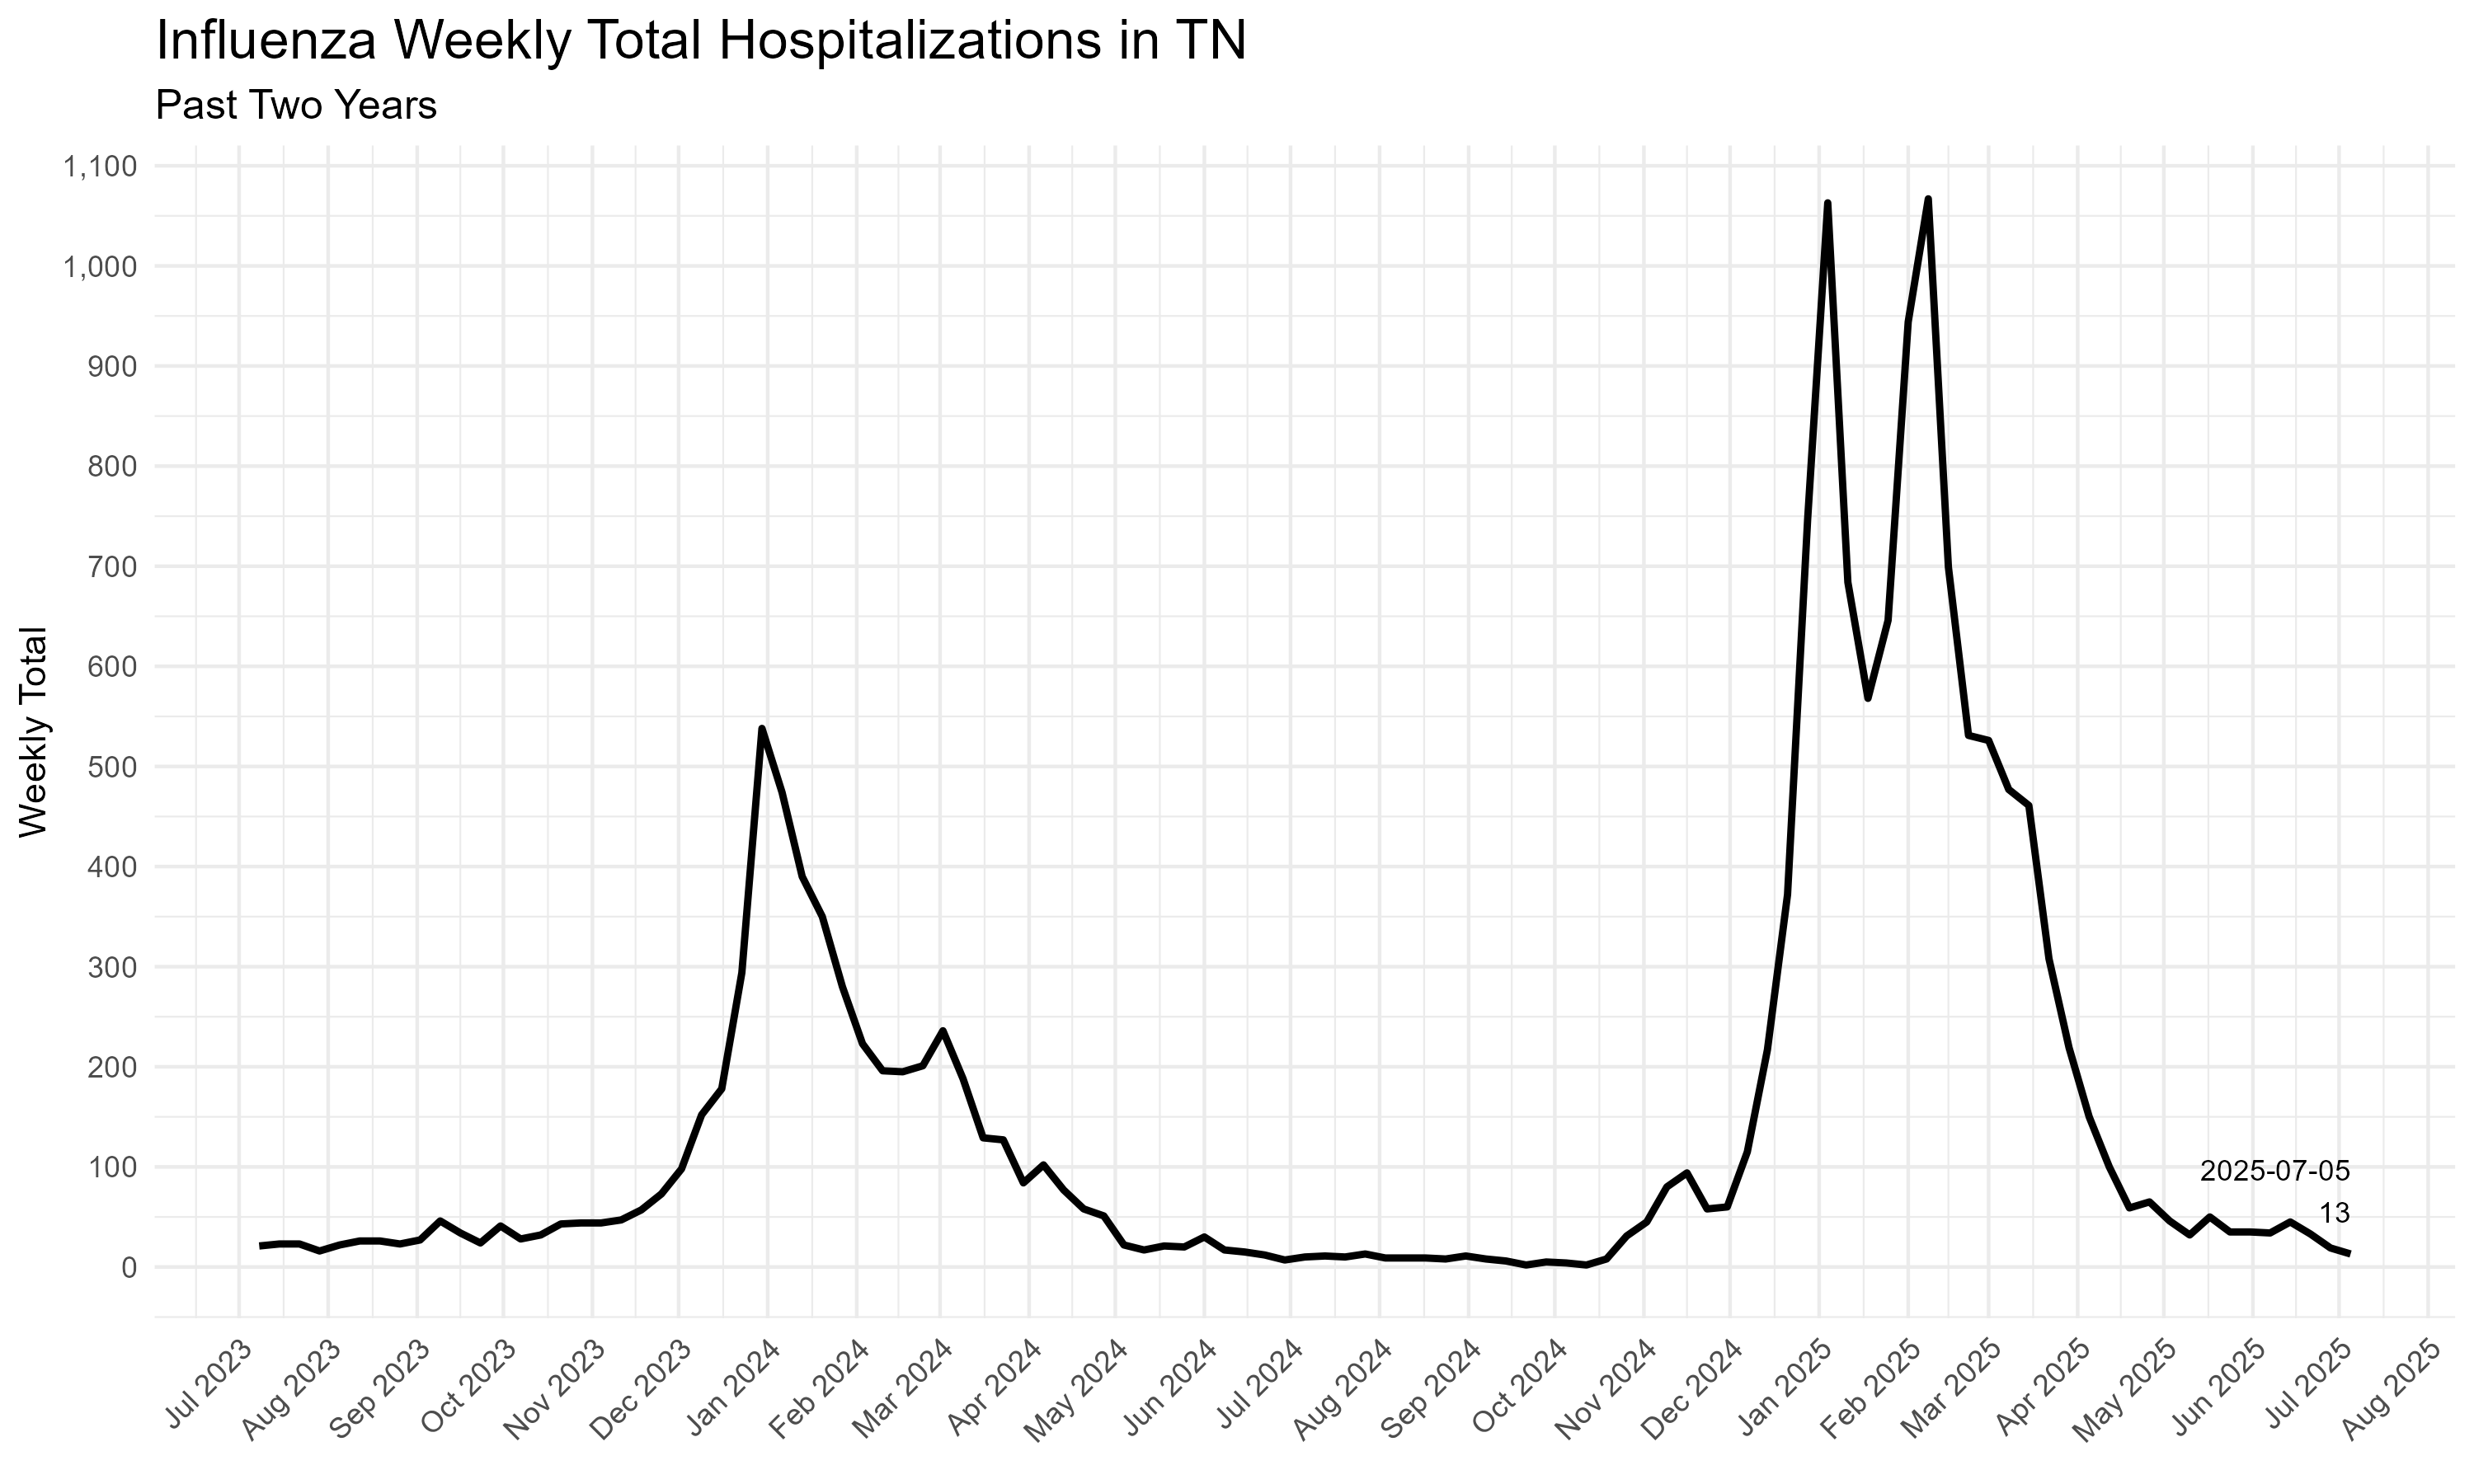 Influenza Weekly Total Hospitalizations in TN
Past Two Years
Weekly Total
1,100
1,000
900
800
700
600
500
400
300
200
100
0
2025-07-05
13
Jul 2023
Aug 2023
Sep 2023
Oct 2023
Nov 2023
Dec 2023
Jan 2024
Feb 2024
Mar 2024
Apr 2024
May 2024
Jun 2024
Jul 2024
Aug 2024
Sep 2024
Oct 2024
Nov 2024
Dec 2024
Jan 2025
Feb 2025
Mar 2025
Apr 2025
May 2025
Jun 2025
Jul 2025
Aug 2025